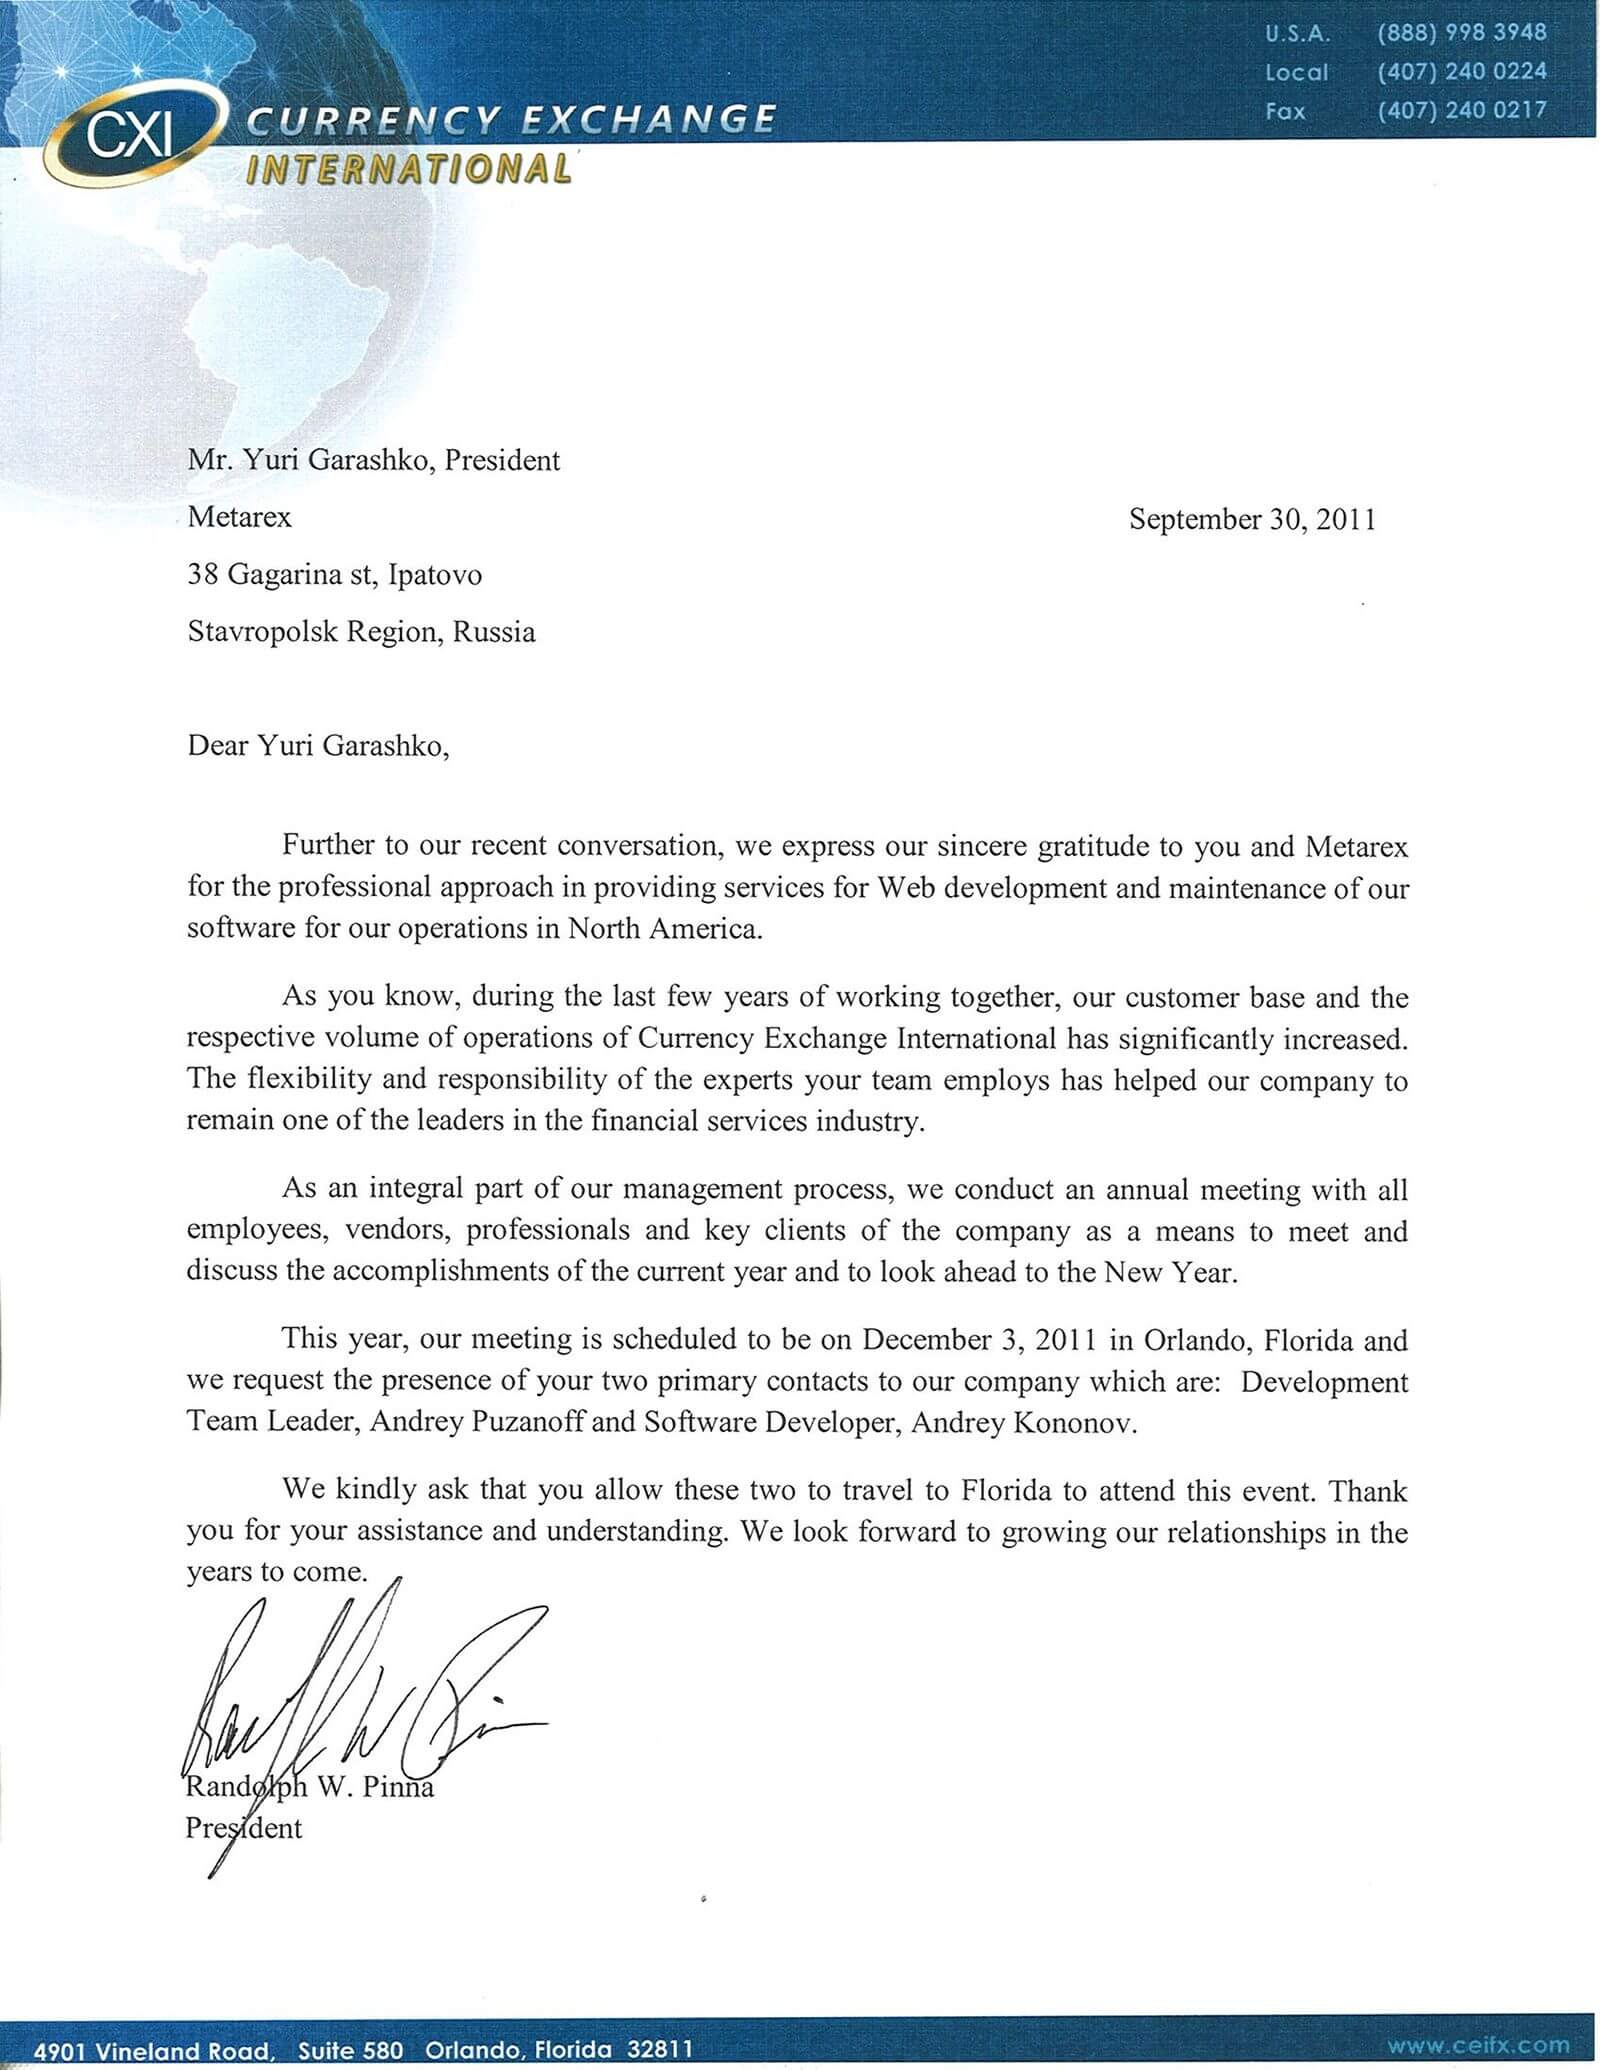 U.S.A. (888) 998 3948
Local (407) 240 0224
Fax (407) 240 0217
CXI
CURRENCY EXCHANGE
INTERNATIONAL
Mr. Yuri Garashko, President
Metarex
September 30, 2011
38 Gagarina st, Ipatovo
Stavropolsk Region, Russia
Dear Yuri Garashko,
Further to our recent conversation, we express our sincere gratitude to you and Metarex
for the professional approach in providing services for Web development and maintenance of our
software for our operations in North America.
As you know, during the last few years of working together, our customer base and the
respective volume of operations of Currency Exchange International has significantly increased.
The flexibility and responsibility of the experts your team employs has helped our company to
remain one of the leaders in the financial services industry.
As an integral part of our management process, we conduct an annual meeting with all
employees, vendors, professionals and key clients of the company as a means to meet and
discuss the accomplishments of the current year and to look ahead to the New Year.
This year, our meeting is scheduled to be on December 3, 2011 in Orlando, Florida and
we request the presence of your two primary contacts to our company which are: Development
Team Leader, Andrey Puzanoff and Software Developer, Andrey Kononov.
We kindly ask that you allow these two to travel to Florida to attend this event. Thank
you for your assistance and understanding. We look forward to growing our relationships in the
years to come.
Randolph W. Pinna
President
4901 Vineland Road, Suite 580 Orlando, Florida 32811
www.ceifx.com